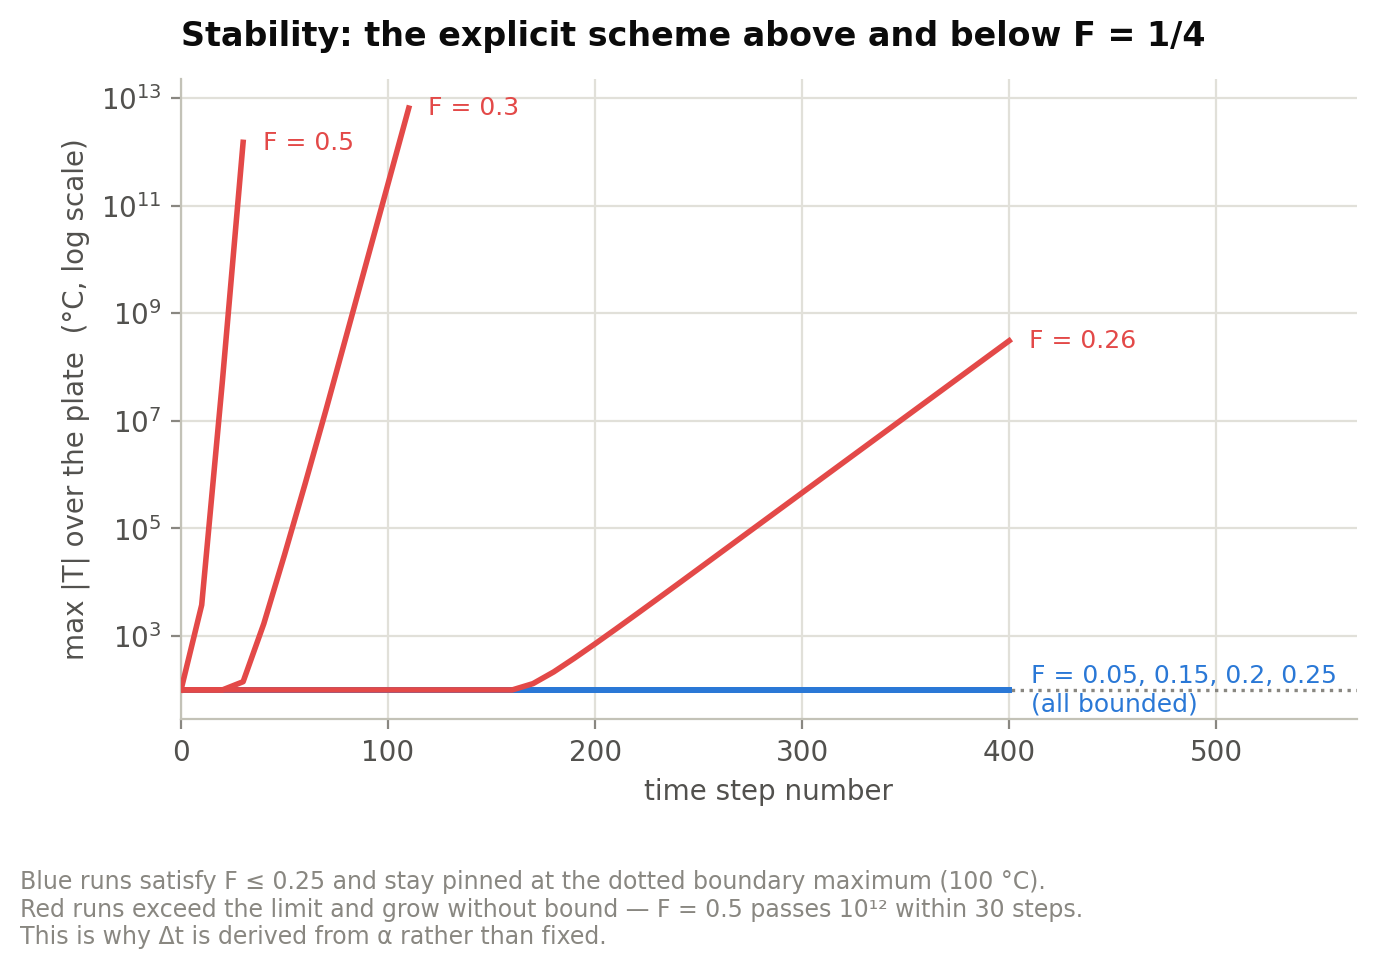 Stability: the explicit scheme above and below F = 1/4
max |T| over the plate (°C, log scale)
10¹³
10¹¹
10⁹
10⁷
10⁵
10³
F = 0.5
F = 0.3
F = 0.26
F = 0.05, 0.15, 0.2, 0.25
(all bounded)
0 100 200 300 400 500
time step number
Blue runs satisfy F ≤ 0.25 and stay pinned at the dotted boundary maximum (100 °C).
Red runs exceed the limit and grow without bound — F = 0.5 passes 10¹² within 30 steps.
This is why Δt is derived from α rather than fixed.